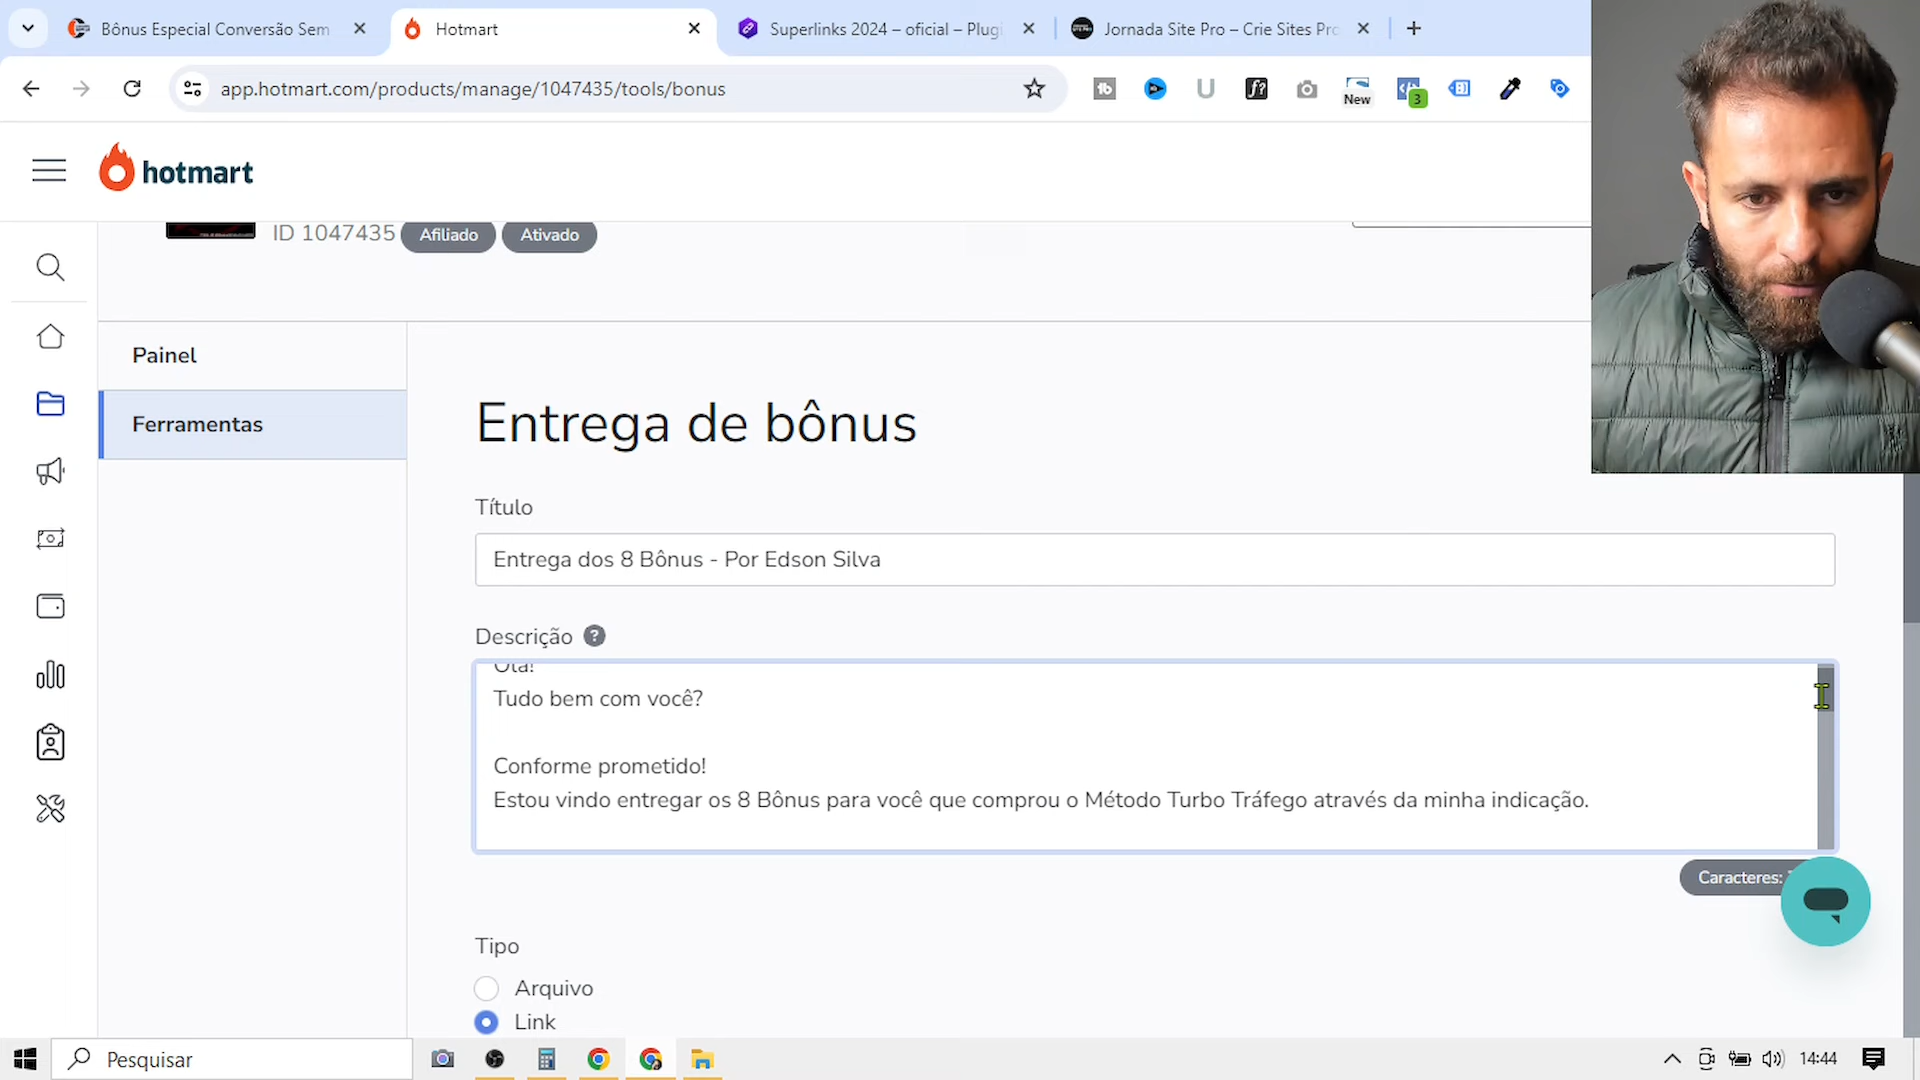 Bônus Especial Conversão Sem
Hotmart
Superlinks 2024 – oficial – Plugi
Jornada Site Pro – Crie Sites Pro
app.hotmart.com/products/manage/1047435/tools/bonus
New
3
hotmart
ID 1047435
Afiliado
Ativado
Painel
Ferramentas
Entrega de bônus
Título
Entrega dos 8 Bônus - Por Edson Silva
Descrição
?
Olá!
Tudo bem com você?
Conforme prometido!
Estou vindo entregar os 8 Bônus para você que comprou o Método Turbo Tráfego através da minha indicação.
Caracteres:
Tipo
Arquivo
Link
Pesquisar
14:44